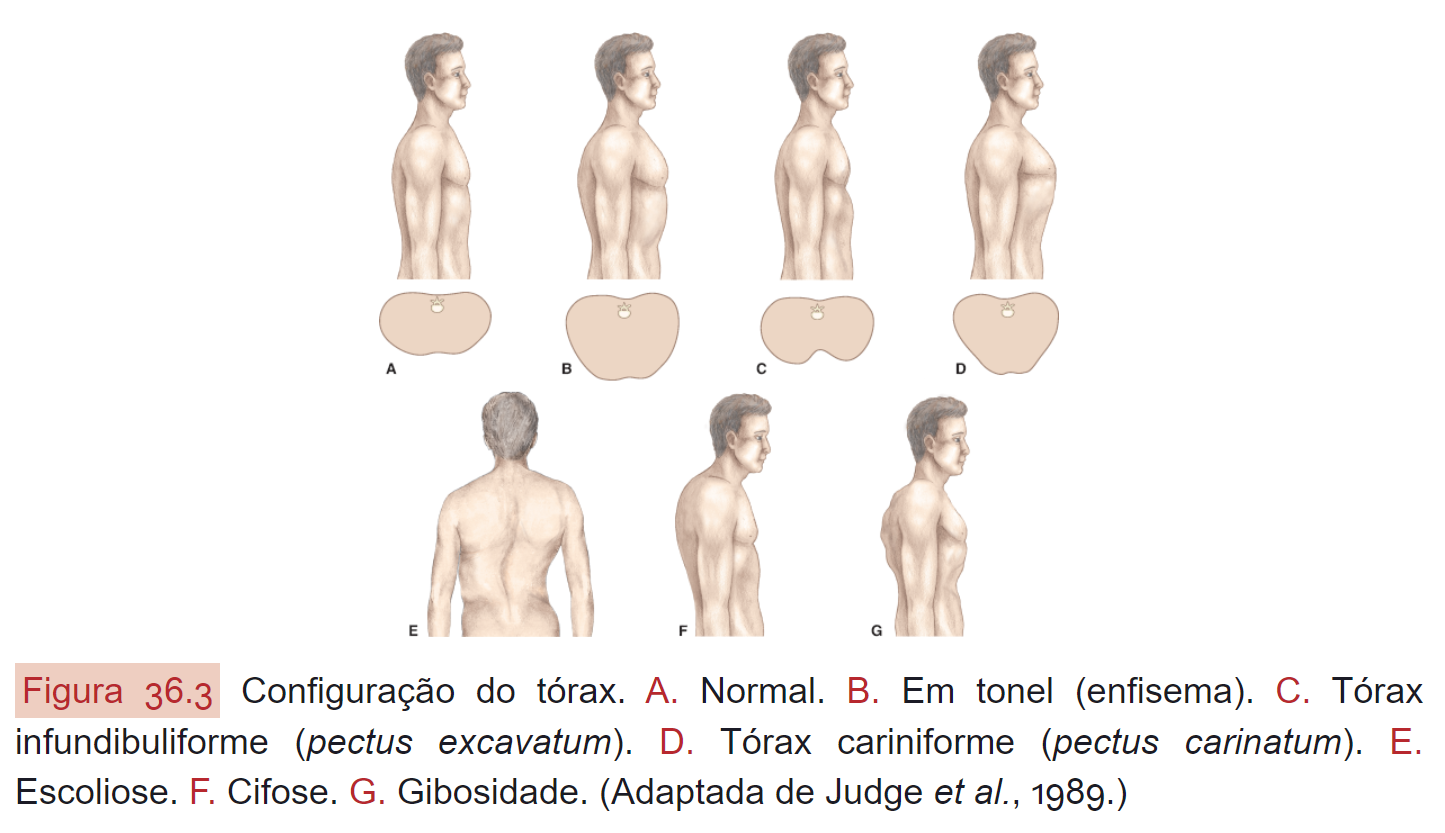 A
B
C
D
E
F
G
Figura 36.3 Configuração do tórax. A. Normal. B. Em tonel (enfisema). C. Tórax
infundibuliforme (pectus excavatum). D. Tórax cariniforme (pectus carinatum). E.
Escoliose. F. Cifose. G. Gibosidade. (Adaptada de Judge et al., 1989.)